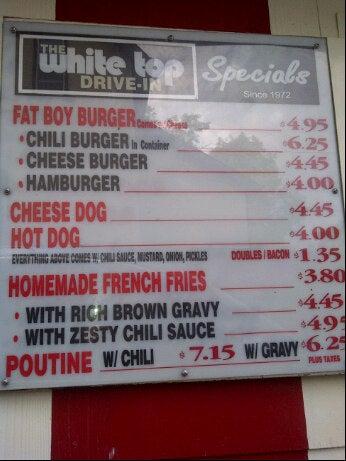 THE
White top
DRIVE-IN
Specials
Since 1972
FAT BOY BURGER Comes w/ Cheese $4.95
• CHILI BURGER In Container $6.25
• CHEESE BURGER $4.45
• HAMBURGER $4.00
CHEESE DOG $4.45
HOT DOG $4.00
EVERYTHING ABOVE COMES W/ CHILI SAUCE, MUSTARD, ONION, PICKLES DOUBLES / BACON $1.35
HOMEMADE FRENCH FRIES $3.80
• WITH RICH BROWN GRAVY $4.45
• WITH ZESTY CHILI SAUCE $4.95
POUTINE W/ CHILI $7.15 W/ GRAVY $6.25
PLUS TAXES